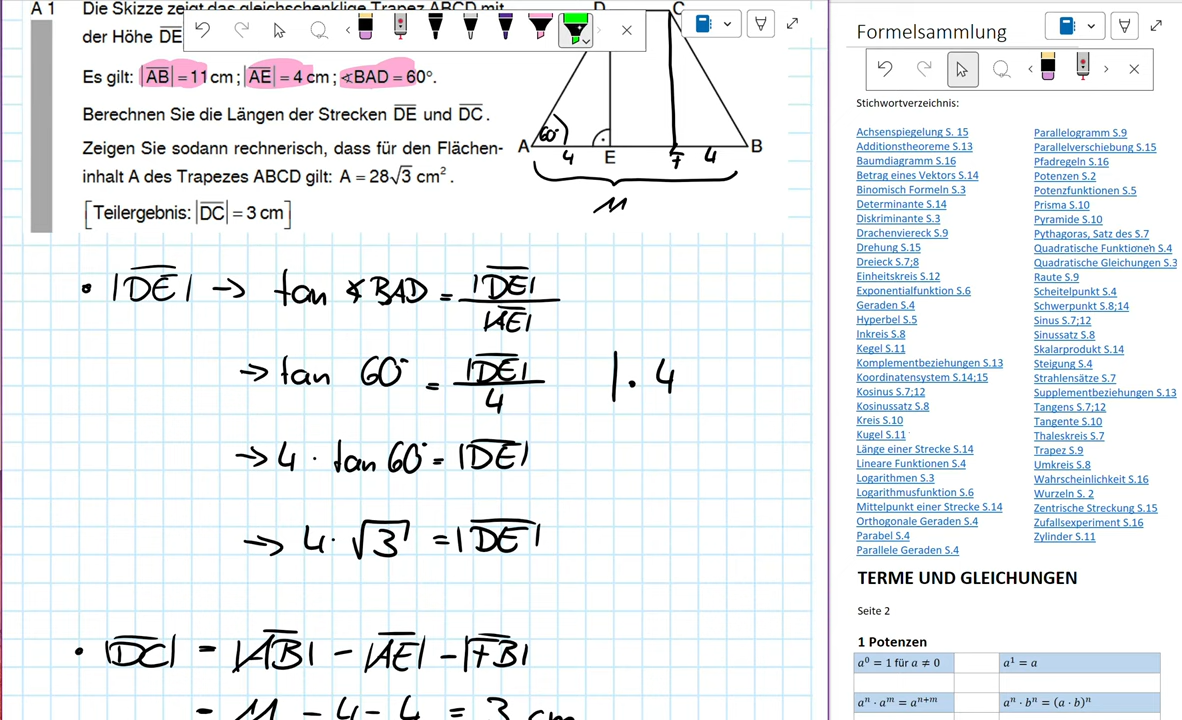 A 1 Die Skizze zeigt das gleichschenklige Trapez ABCD mit
der Höhe DE
Es gilt: |AB| = 11 cm ; |AE| = 4 cm ; ∢BAD = 60°.
Berechnen Sie die Längen der Strecken DE und DC .
Zeigen Sie sodann rechnerisch, dass für den Flächen-
inhalt A des Trapezes ABCD gilt: A = 28√3 cm² .
[Teilergebnis: |DC| = 3 cm]
D C
60°
A 4 E F 4 B
11
• |DE| → tan ∢ BAD = |DE| / |AE|
→ tan 60° = |DE| / 4 | · 4
→ 4 · tan 60° = |DE|
→ 4 · √3 = |DE|
• |DC| = |AB| - |AE| - |FB|
= 11 - 4 - 4 = 3 cm
Formelsammlung
Stichwortverzeichnis:
Achsenspiegelung S. 15
Additionstheoreme S.13
Baumdiagramm S.16
Betrag eines Vektors S.14
Binomisch Formeln S.3
Determinante S.14
Diskriminante S.3
Drachenviereck S.9
Drehung S.15
Dreieck S.7;8
Einheitskreis S.12
Exponentialfunktion S.6
Geraden S.4
Hyperbel S.5
Inkreis S.8
Kegel S.11
Komplementbeziehungen S.13
Koordinatensystem S.14;15
Kosinus S.7;12
Kosinussatz S.8
Kreis S.10
Kugel S.11
Länge einer Strecke S.14
Lineare Funktionen S.4
Logarithmen S.3
Logarithmusfunktion S.6
Mittelpunkt einer Strecke S.14
Orthogonale Geraden S.4
Parabel S.4
Parallele Geraden S.4
Parallelogramm S.9
Parallelverschiebung S.15
Pfadregeln S.16
Potenzen S.2
Potenzfunktionen S.5
Prisma S.10
Pyramide S.10
Pythagoras, Satz des S.7
Quadratische Funktionen S.4
Quadratische Gleichungen S.3
Raute S.9
Scheitelpunkt S.4
Schwerpunkt S.8;14
Sinus S.7;12
Sinussatz S.8
Skalarprodukt S.14
Steigung S.4
Strahlensätze S.7
Supplementbeziehungen S.13
Tangens S.7;12
Tangente S.10
Thaleskreis S.7
Trapez S.9
Umkreis S.8
Wahrscheinlichkeit S.16
Wurzeln S. 2
Zentrische Streckung S.15
Zufallsexperiment S.16
Zylinder S.11
TERME UND GLEICHUNGEN
Seite 2
1 Potenzen
a⁰ = 1 für a ≠ 0 a¹ = a
aⁿ · aᵐ = aⁿ⁺ᵐ aⁿ · bⁿ = (a · b)ⁿ